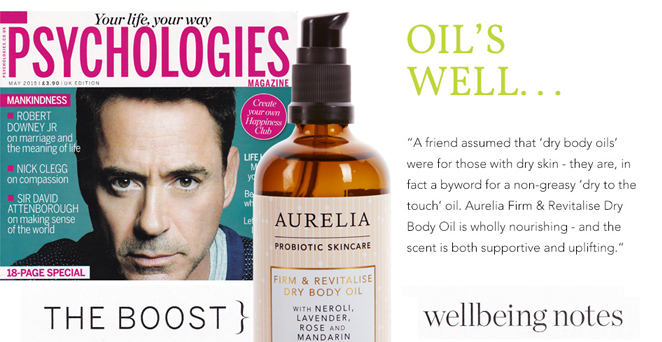 Your life, your way
PSYCHOLOGIES
MAGAZINE
PSYCHOLOGIES.CO.UK
MAY 2015 | £3.90 | UK EDITION
MANKINDNESS
ROBERT
DOWNEY JR
on marriage and
the meaning of life
NICK CLEGG
on compassion
SIR DAVID
ATTENBOROUGH
on making sense
of the world
18-PAGE SPECIAL
Create
your own
Happiness
Club
THE BOOST }
AURELIA
PROBIOTIC SKINCARE
FIRM & REVITALISE
DRY BODY OIL
WITH NEROLI,
LAVENDER,
ROSE AND
MANDARIN
OIL'S
WELL...
“A friend assumed that ‘dry body oils’
were for those with dry skin - they are, in
fact a byword for a non-greasy ‘dry to the
touch’ oil. Aurelia Firm & Revitalise Dry
Body Oil is wholly nourishing - and the
scent is both supportive and uplifting.”
wellbeing notes